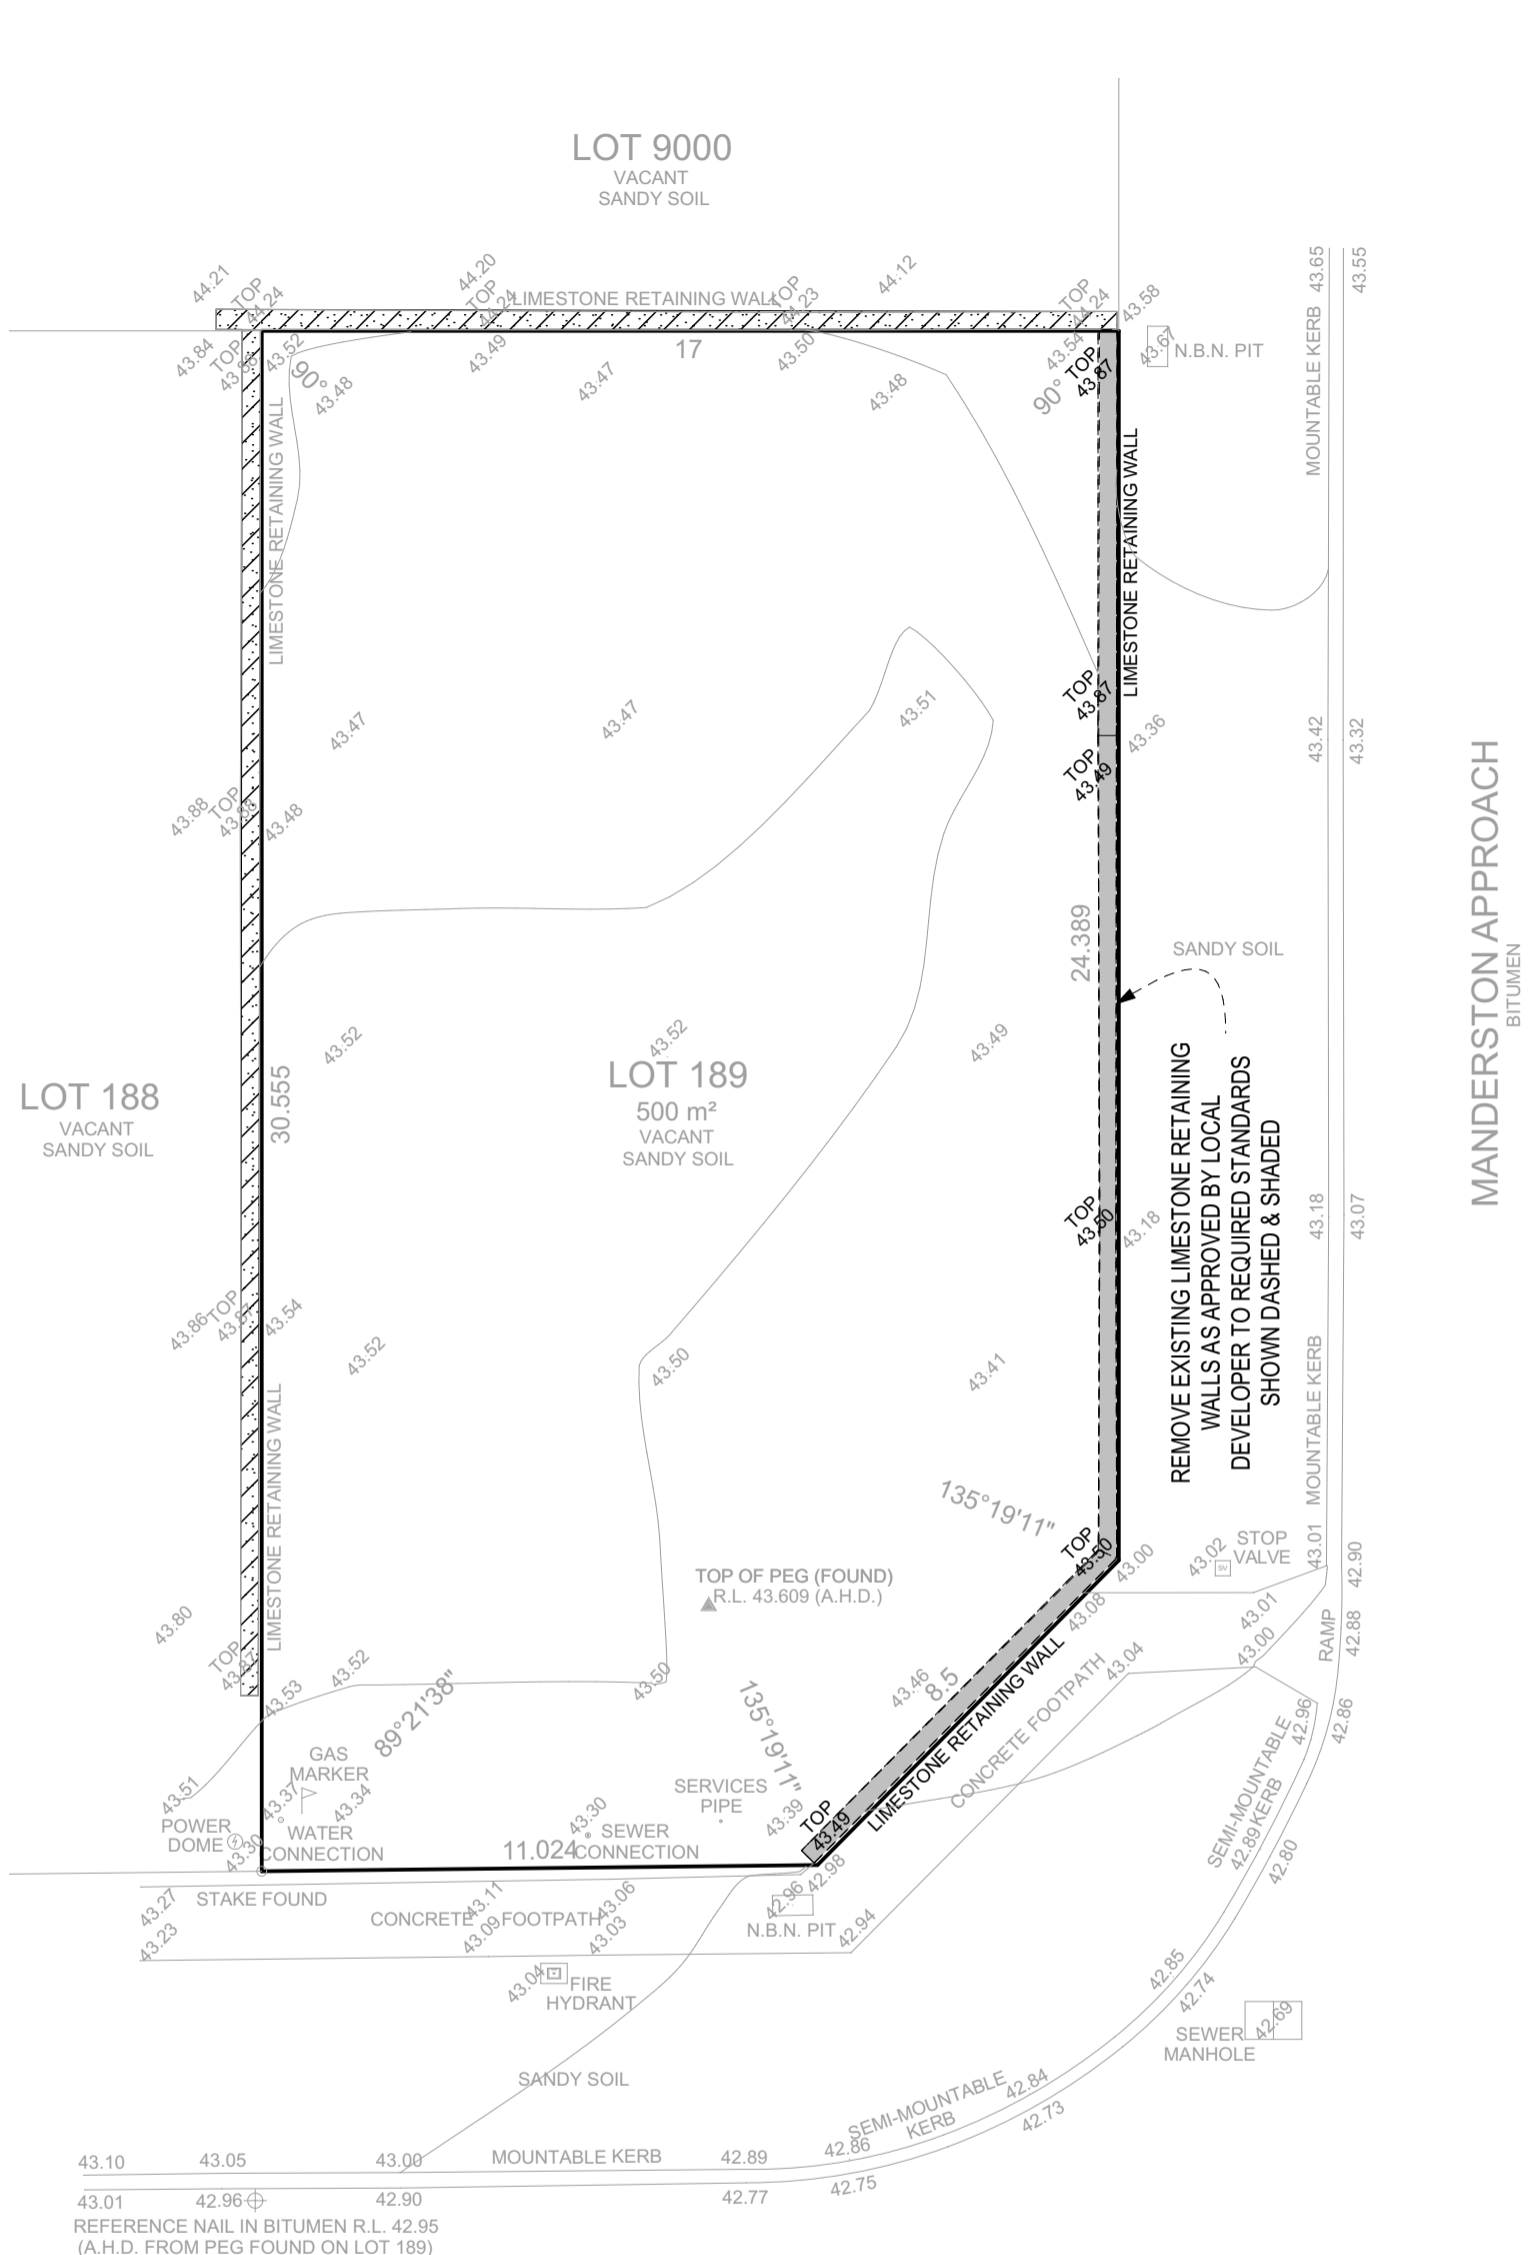 LOT 9000
VACANT
SANDY SOIL
44.21
TOP
44.24
44.20
TOP
44.24
LIMESTONE RETAINING WALL
TOP
44.23
44.12
TOP
44.24
43.58
43.65
43.55
43.84
TOP
43.88
43.52
90°
43.48
43.49
17
43.47
43.50
43.48
43.54
90°
TOP
43.87
43.67
N.B.N. PIT
MOUNTABLE KERB
LIMESTONE RETAINING WALL
LIMESTONE RETAINING WALL
43.47
43.47
43.51
TOP
43.87
43.36
43.42
43.32
TOP
43.49
43.88
TOP
43.88
43.48
24.389
SANDY SOIL
MANDERSTON APPROACH
BITUMEN
43.52
43.52
43.49
LOT 188
VACANT
SANDY SOIL
30.555
LOT 189
500 m²
VACANT
SANDY SOIL
REMOVE EXISTING LIMESTONE RETAINING
WALLS AS APPROVED BY LOCAL
DEVELOPER TO REQUIRED STANDARDS
SHOWN DASHED & SHADED
TOP
43.50
43.18
43.18
43.07
43.86
TOP
43.87
43.54
43.52
43.50
43.41
MOUNTABLE KERB
LIMESTONE RETAINING WALL
135°19'11"
TOP
43.50
43.00
43.02
SV
STOP
VALVE
43.01
42.90
TOP OF PEG (FOUND)
R.L. 43.609 (A.H.D.)
43.08
43.01
43.00
RAMP
42.88
43.80
TOP
43.87
43.53
43.52
43.50
43.46
8.5
LIMESTONE RETAINING WALL
43.04
CONCRETE FOOTPATH
42.96
42.86
89°21'38"
135°19'11"
GAS
MARKER
43.51
43.37
43.34
POWER
DOME
43.30
WATER
CONNECTION
43.30
SEWER
CONNECTION
11.024
SERVICES
PIPE
43.39
TOP
43.49
SEMI-MOUNTABLE
KERB
42.89
42.80
42.98
STAKE FOUND
43.27
43.23
CONCRETE FOOTPATH
43.11
43.09
43.06
43.03
42.96
N.B.N. PIT
42.94
43.04
FIRE
HYDRANT
42.85
42.74
42.69
SEWER
MANHOLE
SANDY SOIL
SEMI-MOUNTABLE
KERB
42.84
42.73
43.10
43.05
43.00
MOUNTABLE KERB
42.89
42.86
43.01
42.96
42.90
42.77
42.75
REFERENCE NAIL IN BITUMEN R.L. 42.95
(A.H.D. FROM PEG FOUND ON LOT 189)